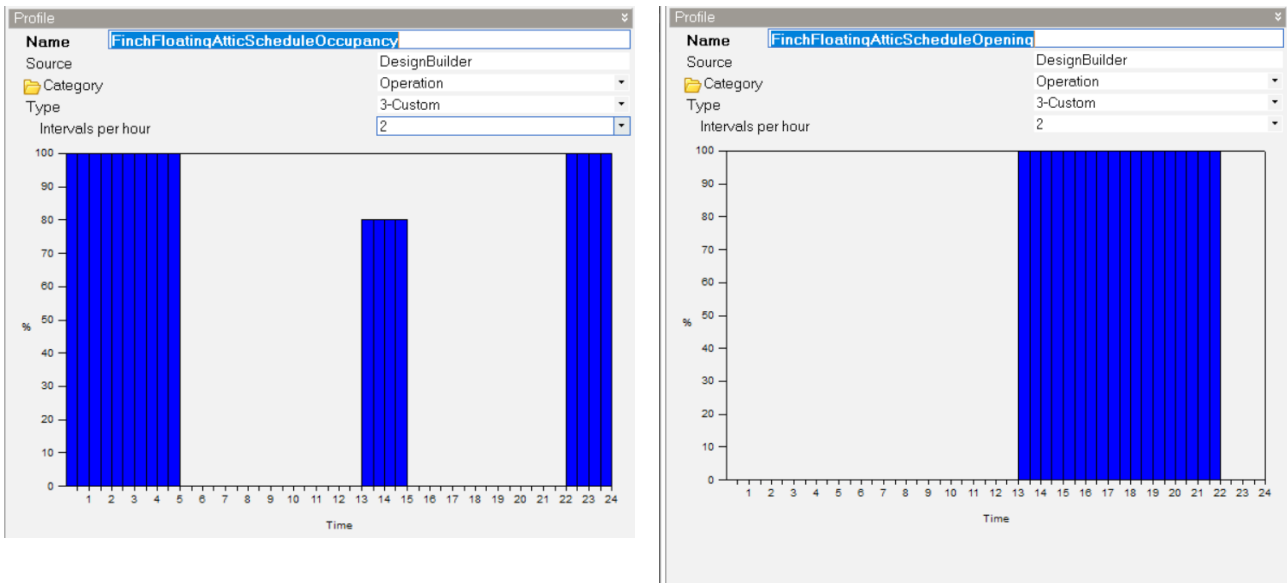 Profile
Name FinchFloatingAtticScheduleOccupancy
Source DesignBuilder
Category Operation
Type 3-Custom
Intervals per hour 2
100
90
80
70
60
50
40
30
20
10
0
%
1 2 3 4 5 6 7 8 9 10 11 12 13 14 15 16 17 18 19 20 21 22 23 24
Time
Profile
Name FinchFloatingAtticScheduleOpening
Source DesignBuilder
Category Operation
Type 3-Custom
Intervals per hour 2
100
90
80
70
60
50
40
30
20
10
0
%
1 2 3 4 5 6 7 8 9 10 11 12 13 14 15 16 17 18 19 20 21 22 23 24
Time